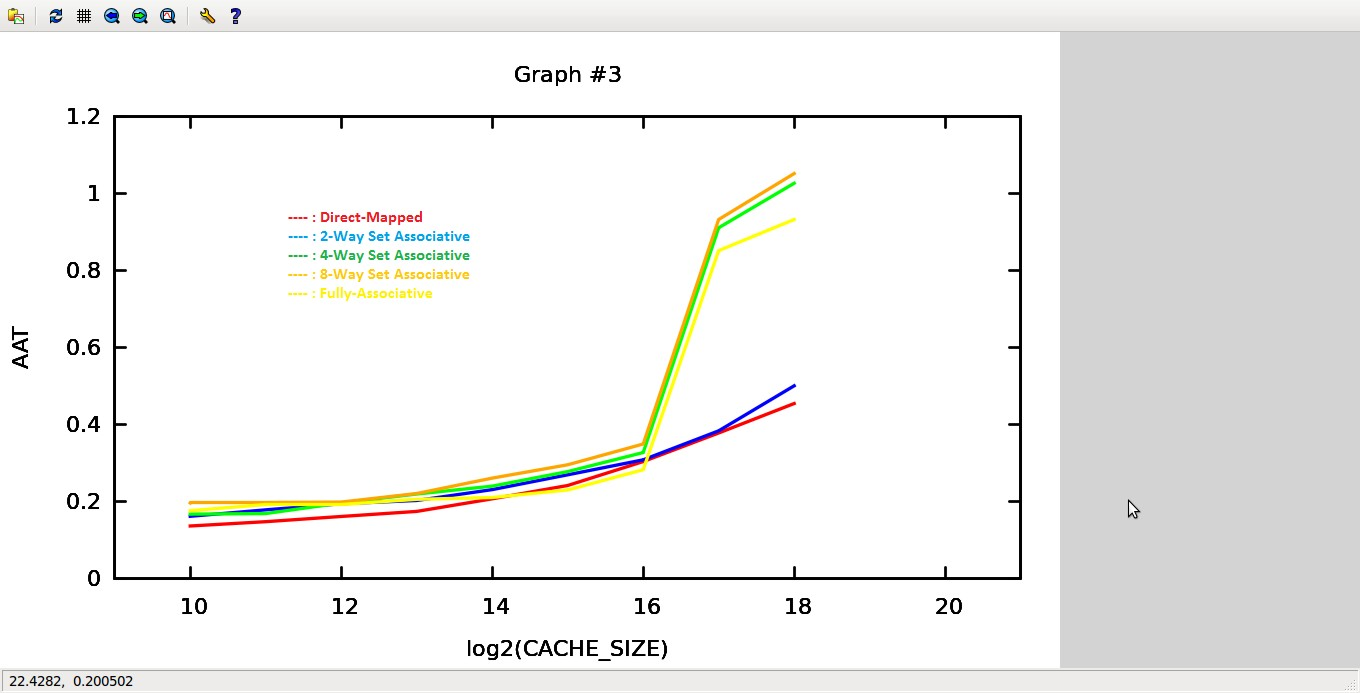 Graph #3
1.2
1
0.8
0.6
0.4
0.2
0
AAT
---- : Direct-Mapped
---- : 2-Way Set Associative
---- : 4-Way Set Associative
---- : 8-Way Set Associative
---- : Fully-Associative
10 12 14 16 18 20
log2(CACHE_SIZE)
22.4282, 0.200502